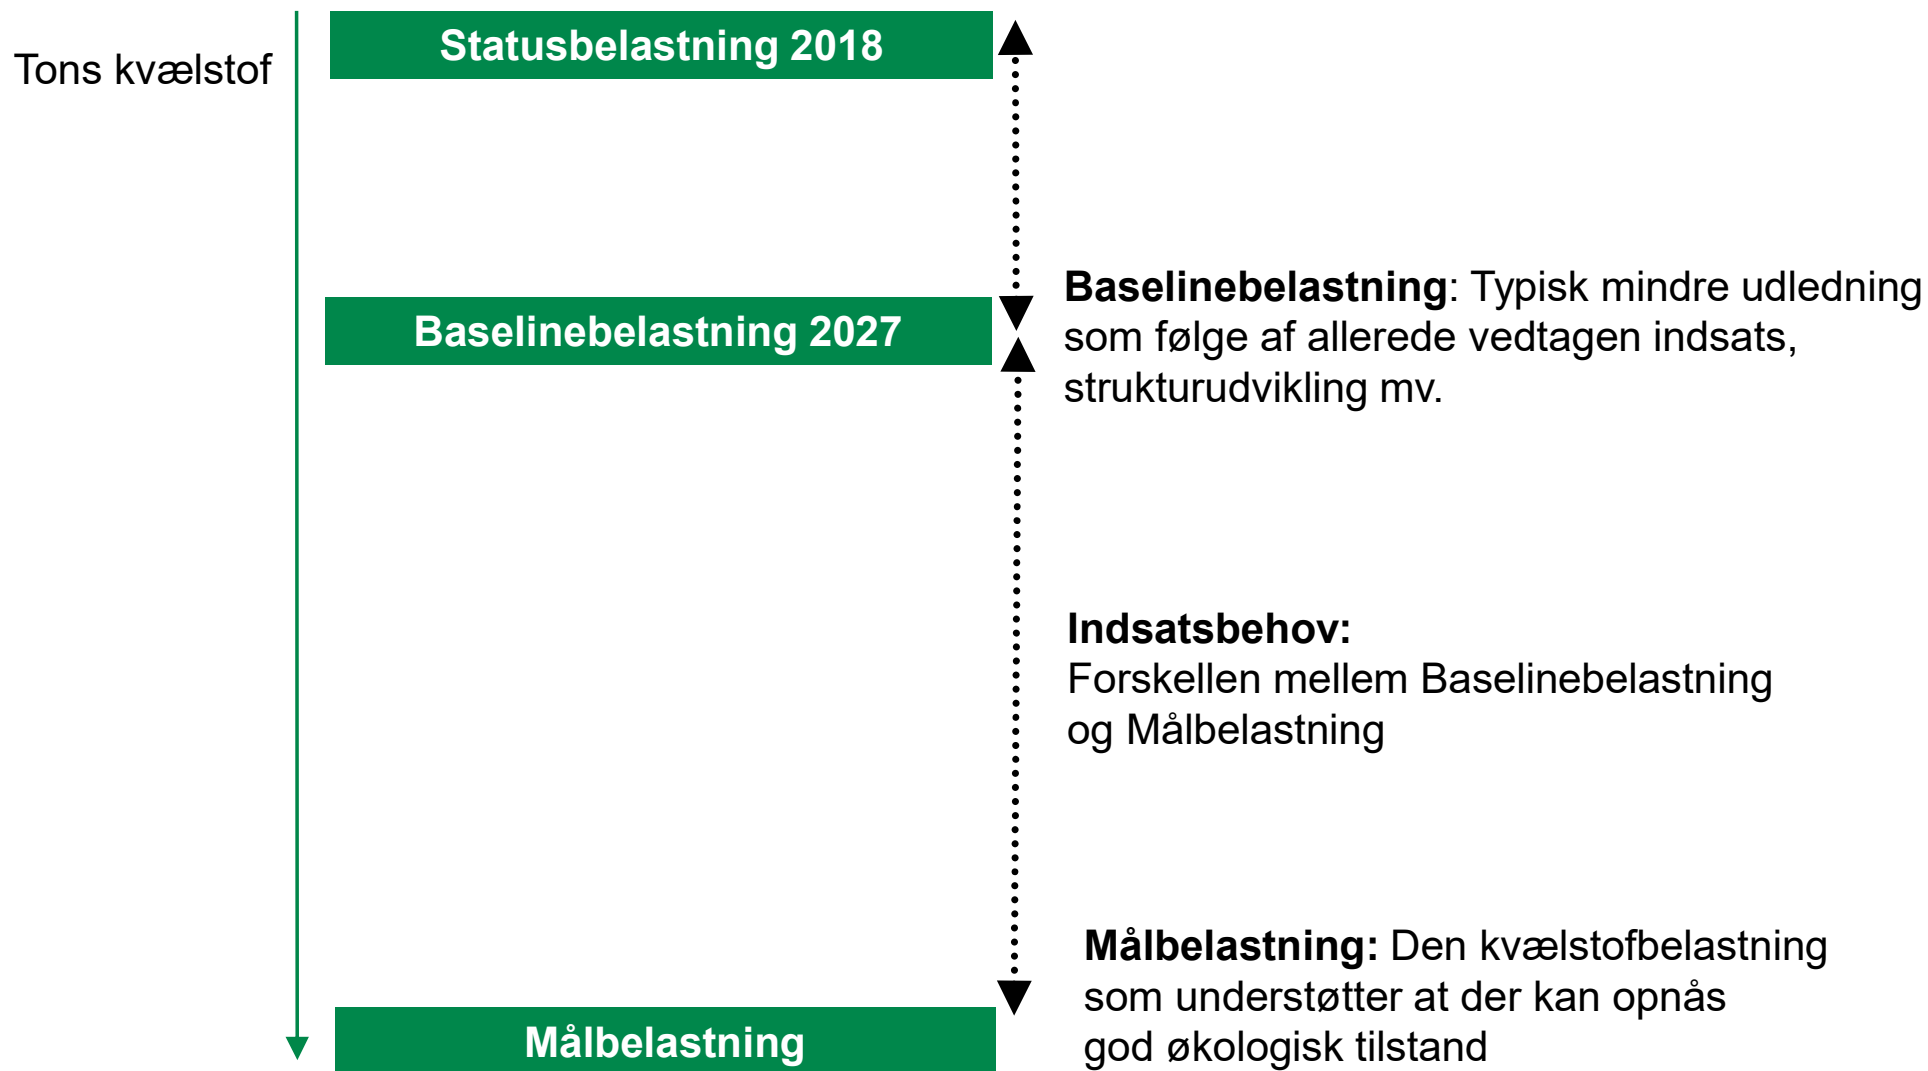 Tons kvælstof
Statusbelastning 2018
Baselinebelastning 2027
Baselinebelastning: Typisk mindre udledning
som følge af allerede vedtagen indsats,
strukturudvikling mv.
Indsatsbehov:
Forskellen mellem Baselinebelastning
og Målbelastning
Målbelastning: Den kvælstofbelastning
som understøtter at der kan opnås
god økologisk tilstand
Målbelastning